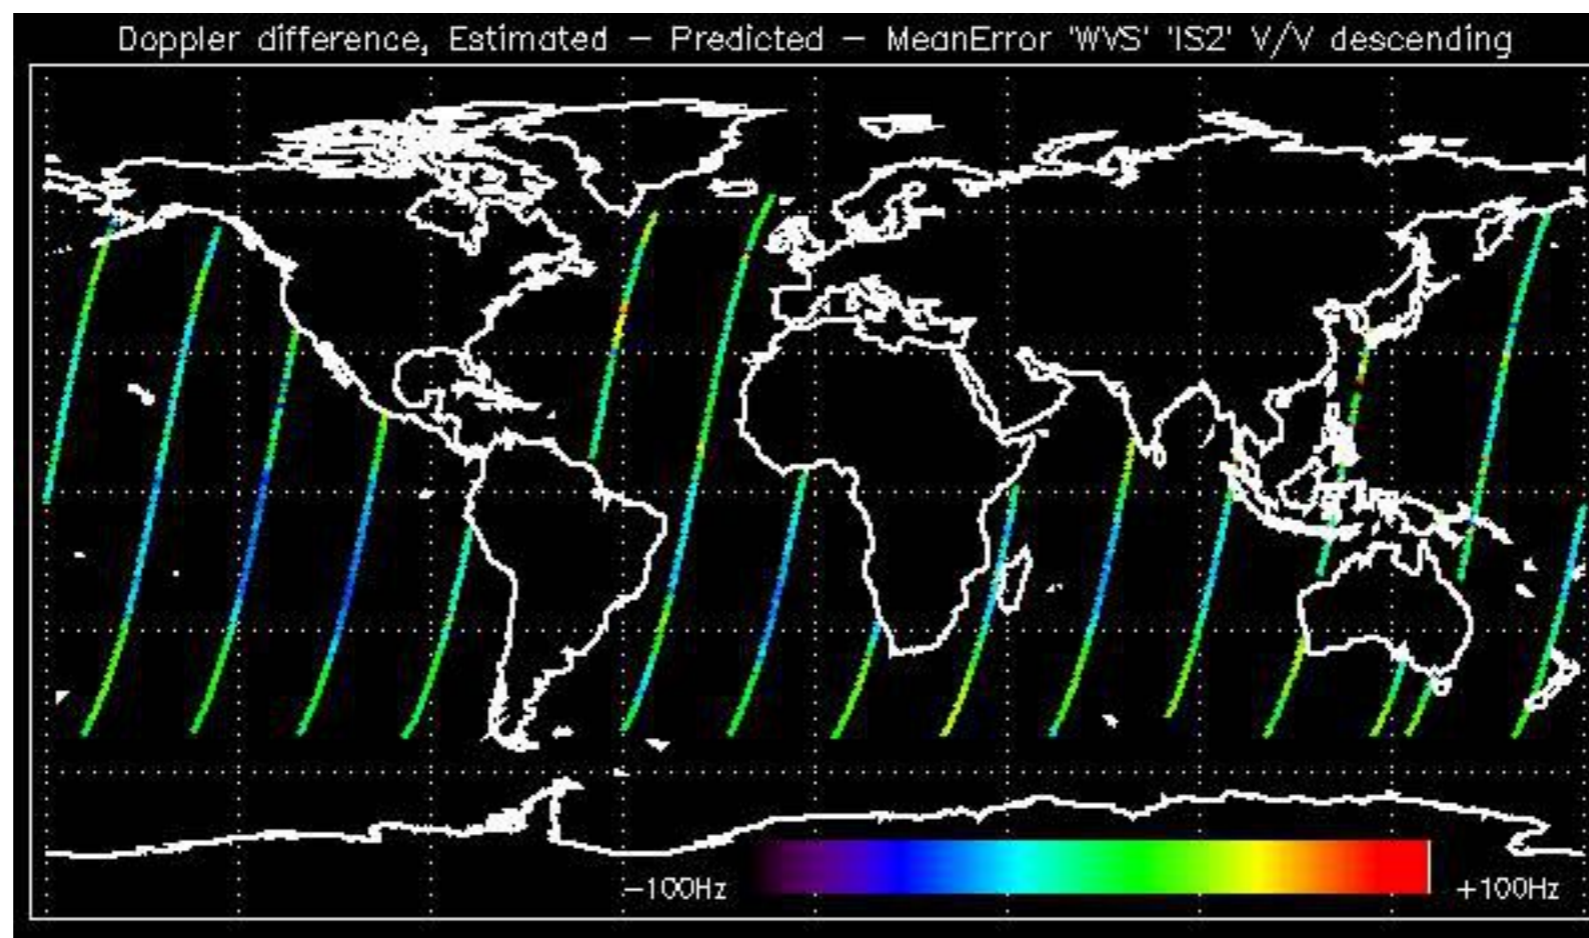 Doppler difference, Estimated – Predicted – MeanError 'WVS' 'IS2' V/V descending
–100Hz +100Hz